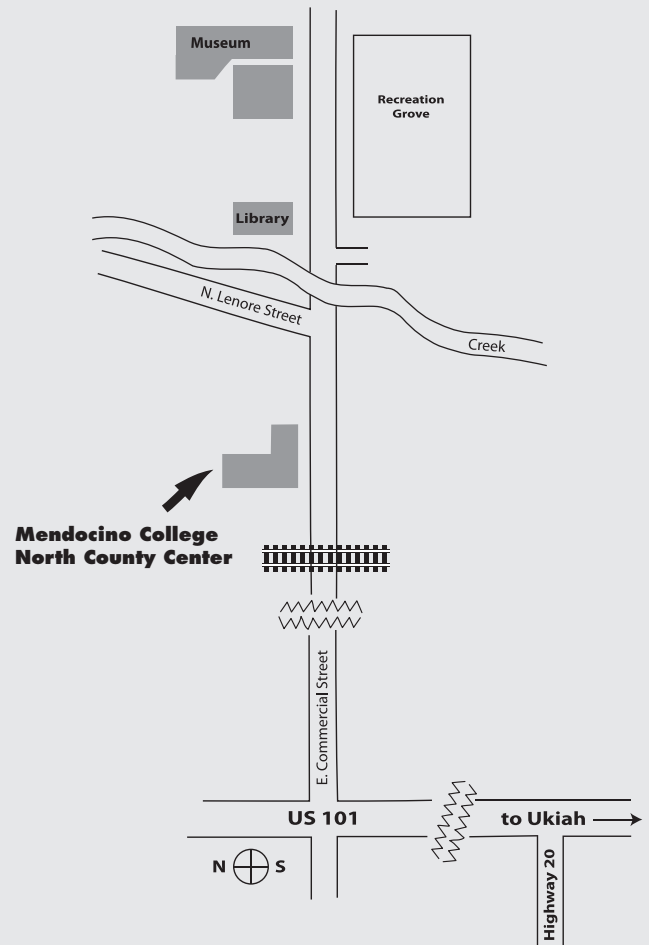 Museum
Recreation
Grove
Library
N. Lenore Street
Creek
Mendocino College
North County Center
E. Commercial Street
US 101
to Ukiah
N S
Highway 20